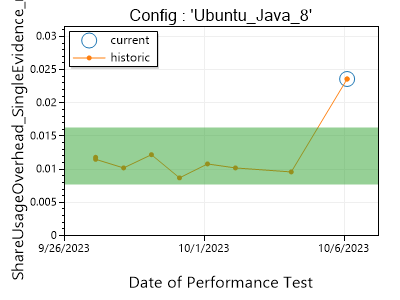 Config : 'Ubuntu_Java_8'
current
historic
0.03
0.025
0.02
0.015
0.01
0.005
0
9/26/2023
10/1/2023
10/6/2023
ShareUsageOverhead_SingleEvidence_
Date of Performance Test